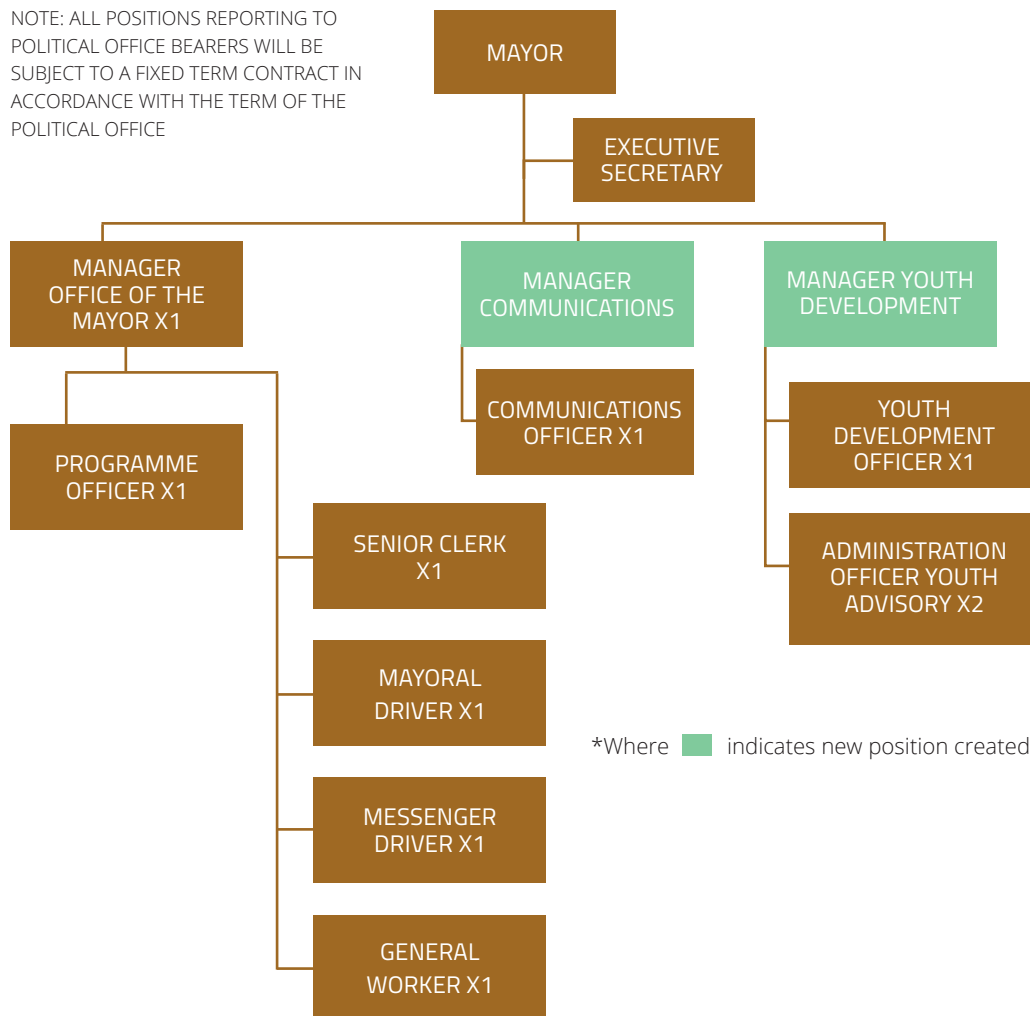 NOTE: ALL POSITIONS REPORTING TO
POLITICAL OFFICE BEARERS WILL BE
SUBJECT TO A FIXED TERM CONTRACT IN
ACCORDANCE WITH THE TERM OF THE
POLITICAL OFFICE
MAYOR
EXECUTIVE
SECRETARY
MANAGER
OFFICE OF THE
MAYOR X1
MANAGER
COMMUNICATIONS
MANAGER YOUTH
DEVELOPMENT
PROGRAMME
OFFICER X1
COMMUNICATIONS
OFFICER X1
YOUTH
DEVELOPMENT
OFFICER X1
SENIOR CLERK
X1
ADMINISTRATION
OFFICER YOUTH
ADVISORY X2
MAYORAL
DRIVER X1
*Where indicates new position created
MESSENGER
DRIVER X1
GENERAL
WORKER X1